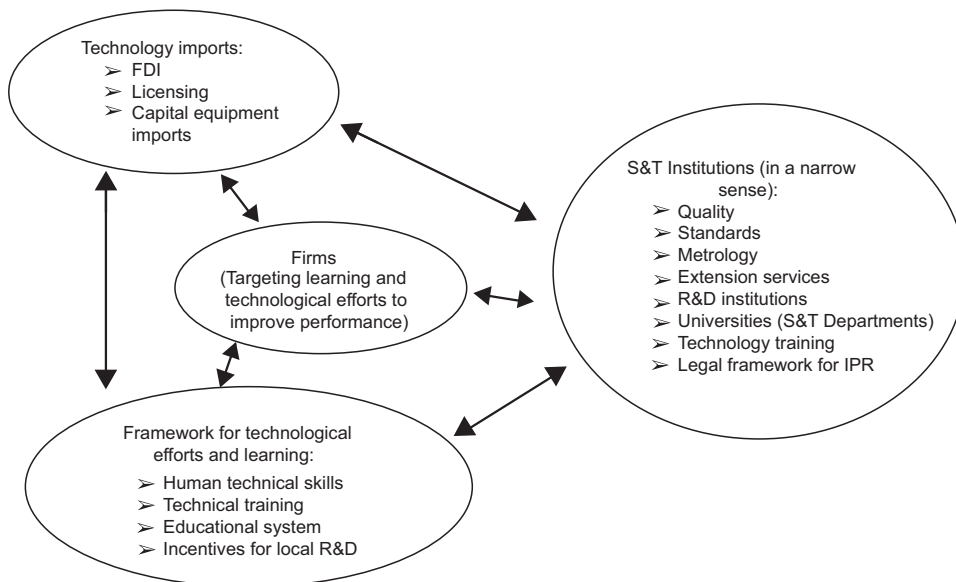 Technology imports:
➢ FDI
➢ Licensing
➢ Capital equipment
imports
S&T Institutions (in a narrow
sense):
➢ Quality
➢ Standards
➢ Metrology
➢ Extension services
➢ R&D institutions
➢ Universities (S&T Departments)
➢ Technology training
➢ Legal framework for IPR
Firms
(Targeting learning and
technological efforts to
improve performance)
Framework for technological
efforts and learning:
➢ Human technical skills
➢ Technical training
➢ Educational system
➢ Incentives for local R&D